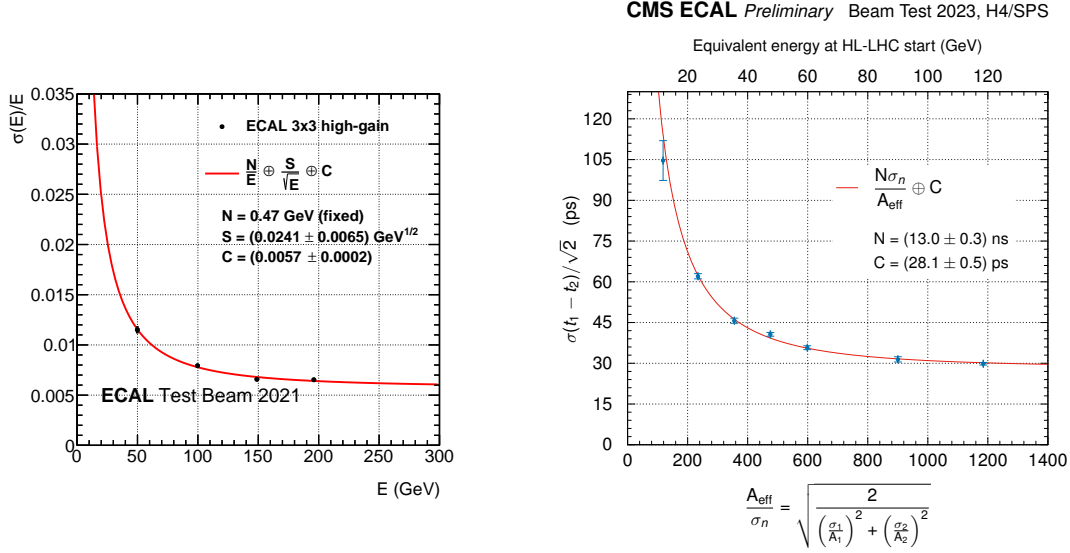 CMS ECAL Preliminary Beam Test 2023, H4/SPS
σ(E)/E
0.035
0.03
0.025
0.02
0.015
0.01
0.005
0
ECAL 3x3 high-gain
N/E ⊕ S/√E ⊕ C
N = 0.47 GeV (fixed)
S = (0.0241 ± 0.0065) GeV^1/2
C = (0.0057 ± 0.0002)
ECAL Test Beam 2021
0 50 100 150 200 250 300
E (GeV)
Equivalent energy at HL-LHC start (GeV)
20 40 60 80 100 120
σ(t₁ − t₂)/√2 (ps)
120
105
90
75
60
45
30
15
0
Nσₙ/A_eff ⊕ C
N = (13.0 ± 0.3) ns
C = (28.1 ± 0.5) ps
0 200 400 600 800 1000 1200 1400
A_eff/σₙ = √(2/((σ₁/A₁)² + (σ₂/A₂)²))